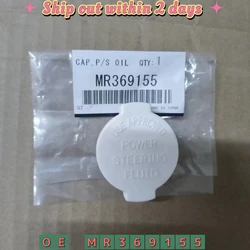 Ship out within 2 days
CAP, P/S OIL QTY: 1
MR369155
POWER
STEERING
FLUID
OE MR369155